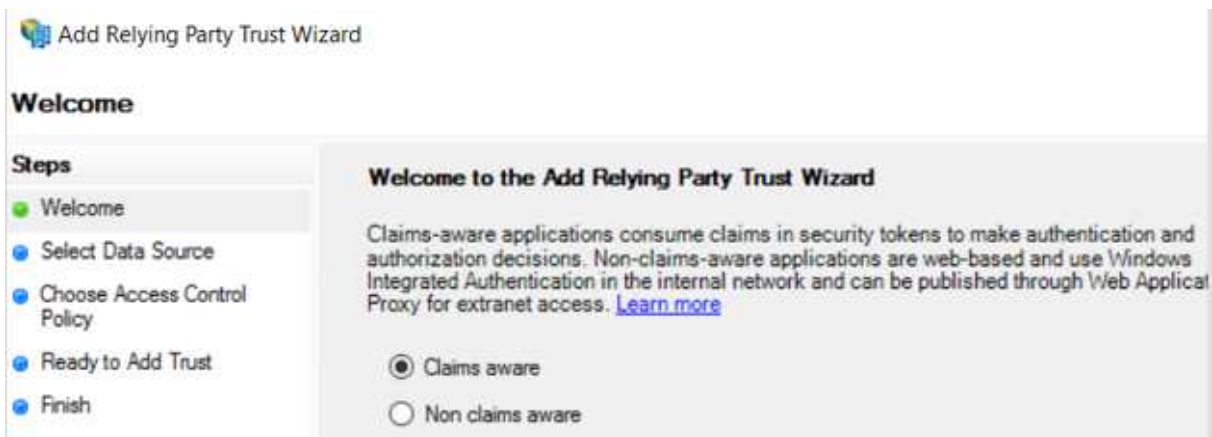 Add Relying Party Trust Wizard
Welcome
Steps
Welcome
Select Data Source
Choose Access Control
Policy
Ready to Add Trust
Finish
Welcome to the Add Relying Party Trust Wizard
Claims-aware applications consume claims in security tokens to make authentication and
authorization decisions. Non-claims-aware applications are web-based and use Windows
Integrated Authentication in the internal network and can be published through Web Applicat
Proxy for extranet access. Learn more
Claims aware
Non claims aware